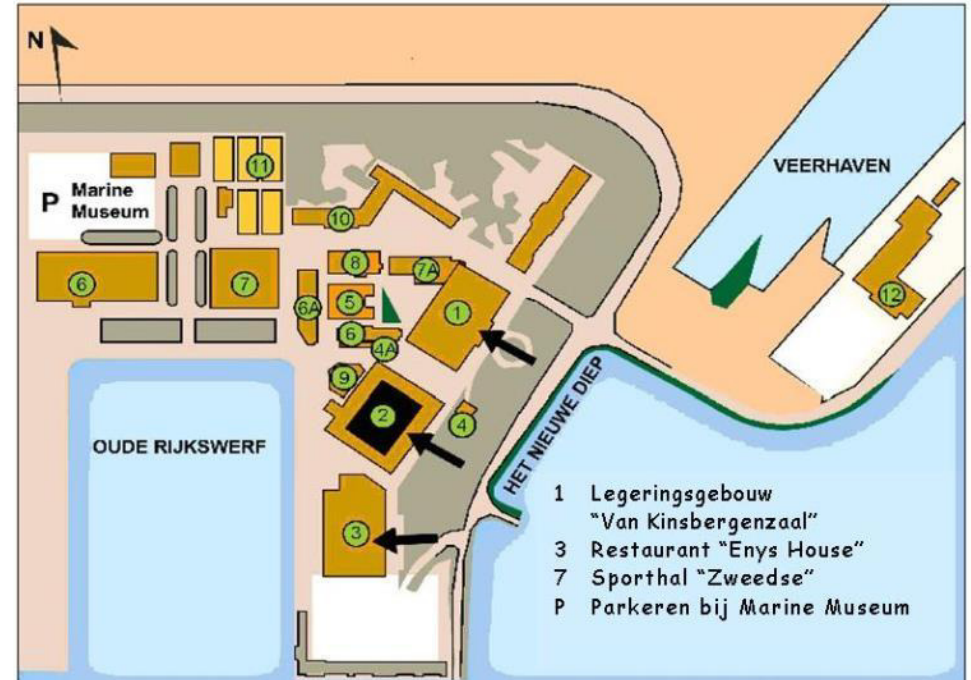 N
VEERHAVEN
11
P Marine
Museum
10
8
7A
6
7
6A
5
1
12
6
4A
9
2
4
OUDE RIJKSWERF
HET NIEUWE DIEP
3
1 Legeringsgebouw
"Van Kinsbergenzaal"
3 Restaurant "Enys House"
7 Sporthal "Zweedse"
P Parkeren bij Marine Museum